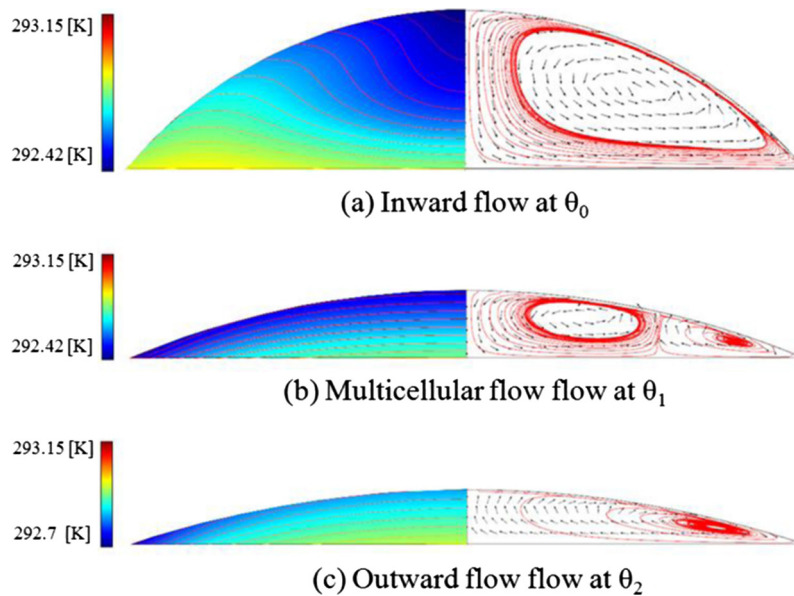 293.15 [K]
292.42 [K]
(a) Inward flow at θ₀
293.15 [K]
292.42 [K]
(b) Multicellular flow flow at θ₁
293.15 [K]
292.7 [K]
(c) Outward flow flow at θ₂